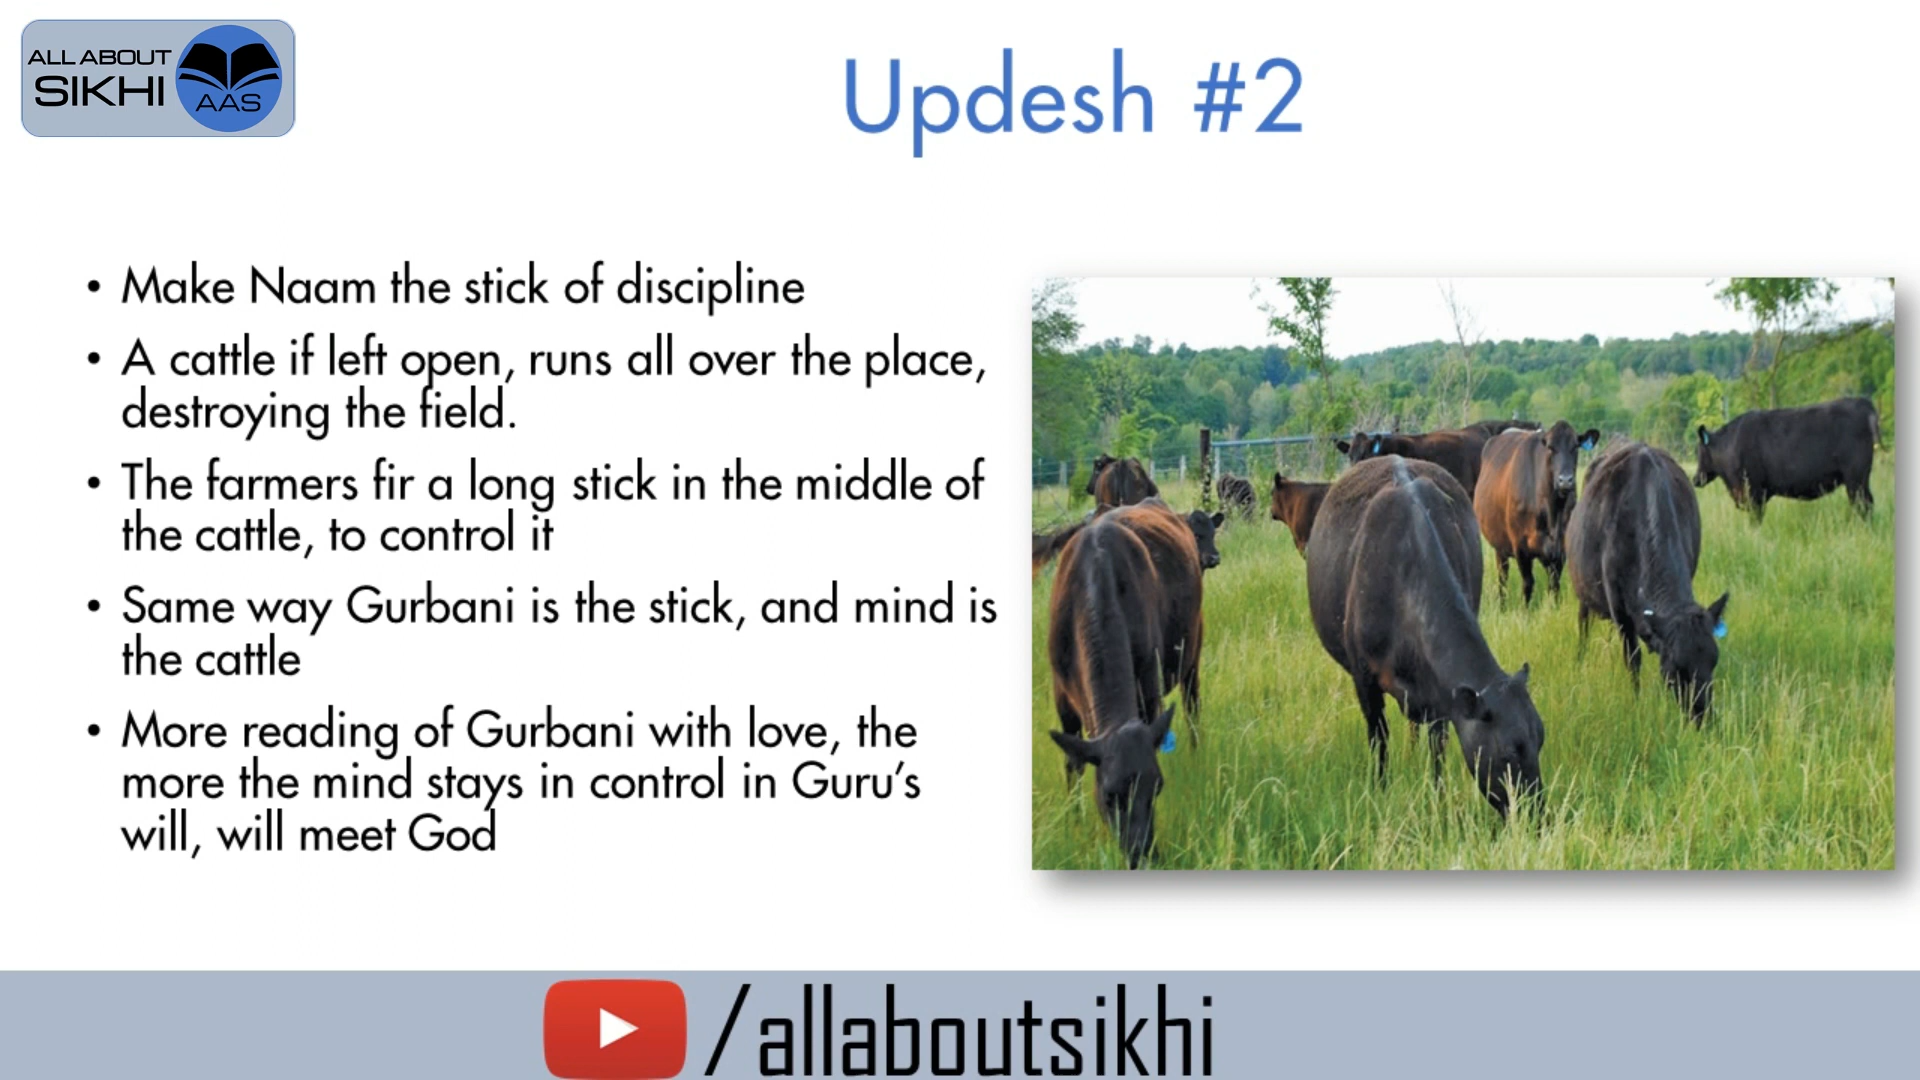 ALL ABOUT
SIKHI
AAS
Updesh #2
• Make Naam the stick of discipline
• A cattle if left open, runs all over the place,
destroying the field.
• The farmers fir a long stick in the middle of
the cattle, to control it
• Same way Gurbani is the stick, and mind is
the cattle
• More reading of Gurbani with love, the
more the mind stays in control in Guru’s
will, will meet God
/allaboutsikhi